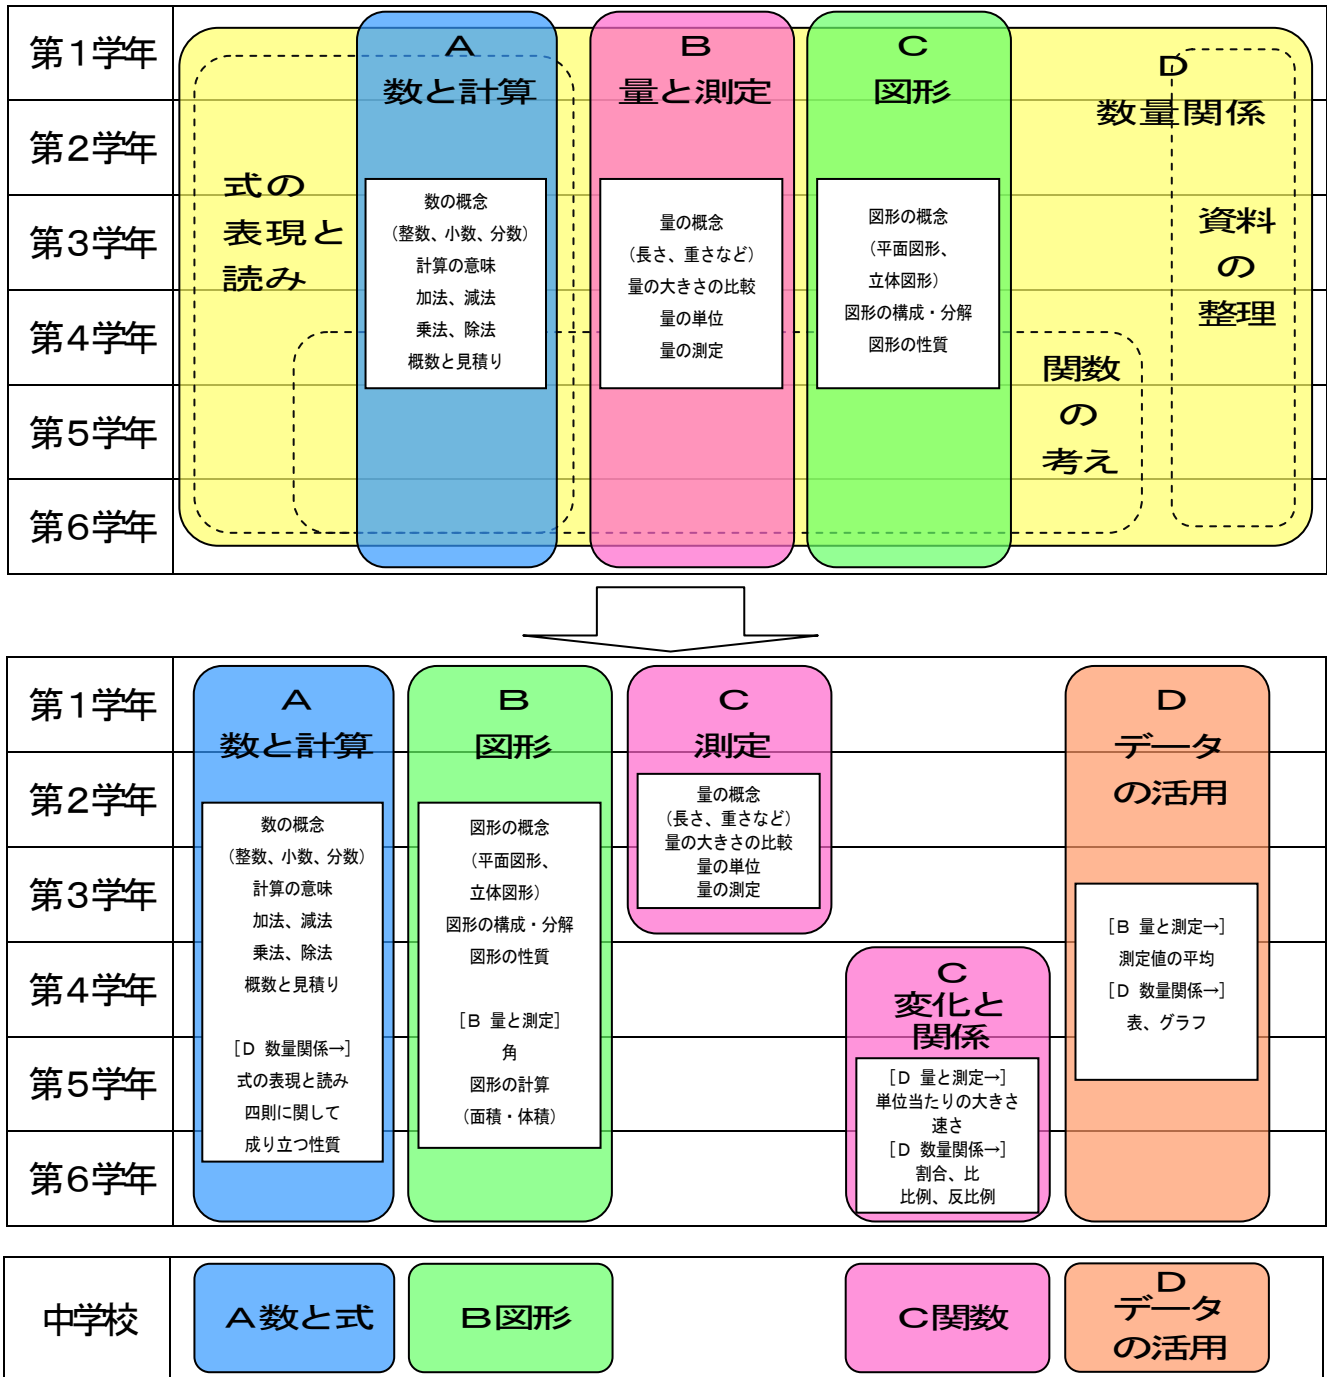 第1学年
第2学年
第3学年
第4学年
第5学年
第6学年
A
数と計算
B
量と測定
C
図形
D
数量関係
式の
表現と
読み
数の概念
(整数、小数、分数)
計算の意味
加法、減法
乗法、除法
概数と見積り
量の概念
(長さ、重さなど)
量の大きさの比較
量の単位
量の測定
図形の概念
(平面図形、
立体図形)
図形の構成・分解
図形の性質
関数
の
考え
資料
の
整理
第1学年
第2学年
第3学年
第4学年
第5学年
第6学年
A
数と計算
数の概念
(整数、小数、分数)
計算の意味
加法、減法
乗法、除法
概数と見積り
[D 数量関係→]
式の表現と読み
四則に関して
成り立つ性質
B
図形
図形の概念
(平面図形、
立体図形)
図形の構成・分解
図形の性質
[B 量と測定]
角
図形の計算
(面積・体積)
C
測定
量の概念
(長さ、重さなど)
量の大きさの比較
量の単位
量の測定
C
変化と
関係
[D 量と測定→]
単位当たりの大きさ
速さ
[D 数量関係→]
割合、比
比例、反比例
D
データ
の活用
[B 量と測定→]
測定値の平均
[D 数量関係→]
表、グラフ
中学校
A数と式
B図形
C関数
D
データ
の活用